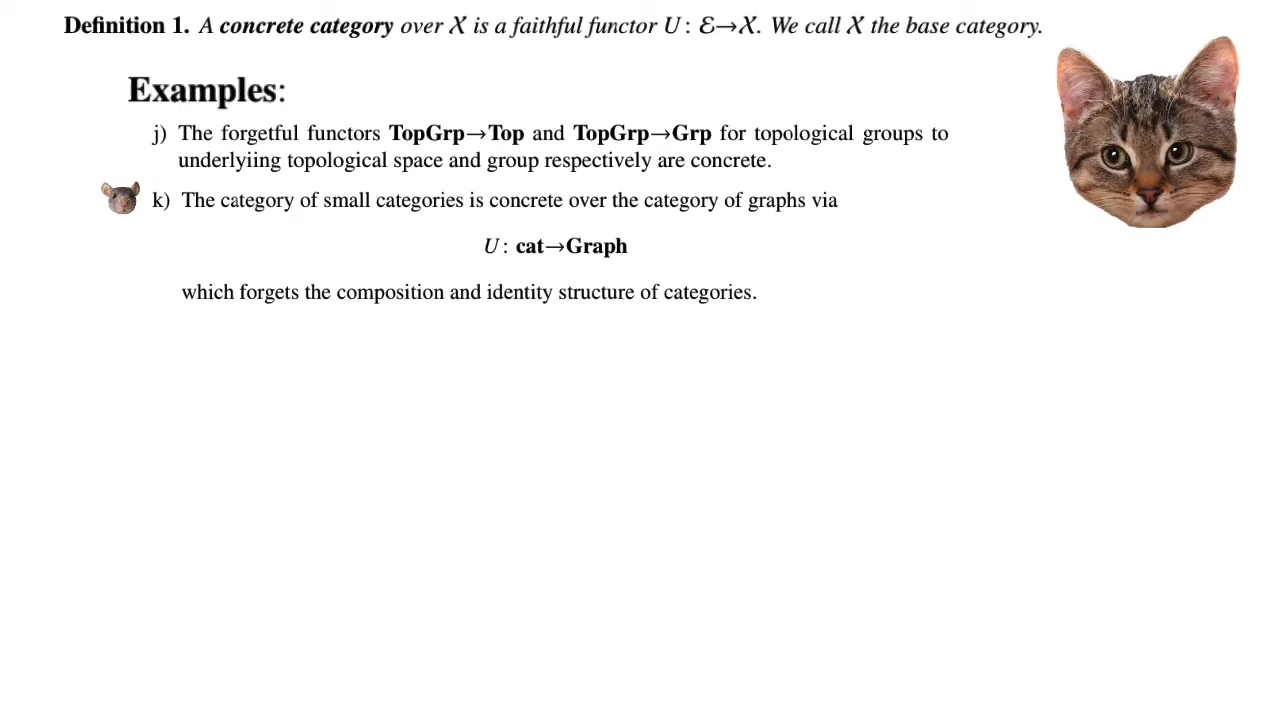 Definition 1. A concrete category over X is a faithful functor U : ℰ→X. We call X the base category.
Examples:
j) The forgetful functors TopGrp→Top and TopGrp→Grp for topological groups to
underlyiing topological space and group respectively are concrete.
k) The category of small categories is concrete over the category of graphs via
U : cat→Graph
which forgets the composition and identity structure of categories.